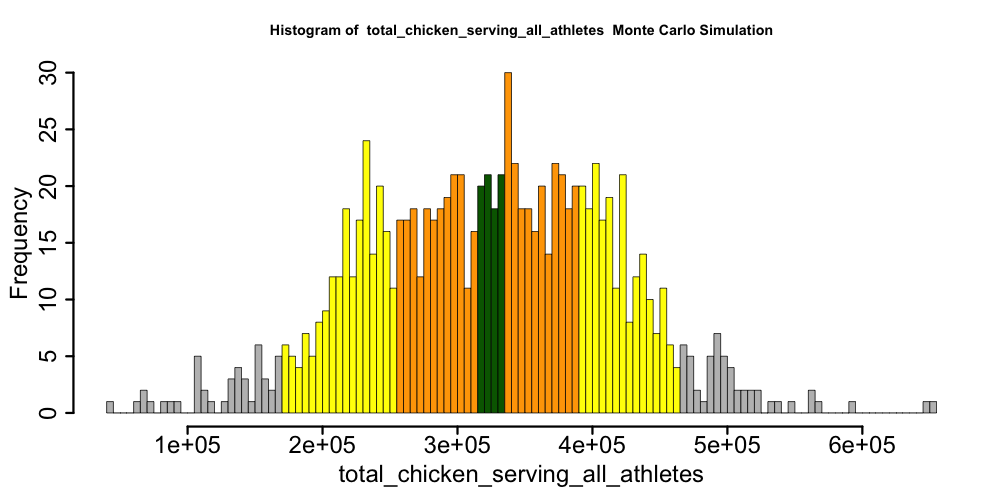 Histogram of  total_chicken_serving_all_athletes  Monte Carlo Simulation
Frequency
30
25
20
15
10
5
0
1e+05 2e+05 3e+05 4e+05 5e+05 6e+05
total_chicken_serving_all_athletes